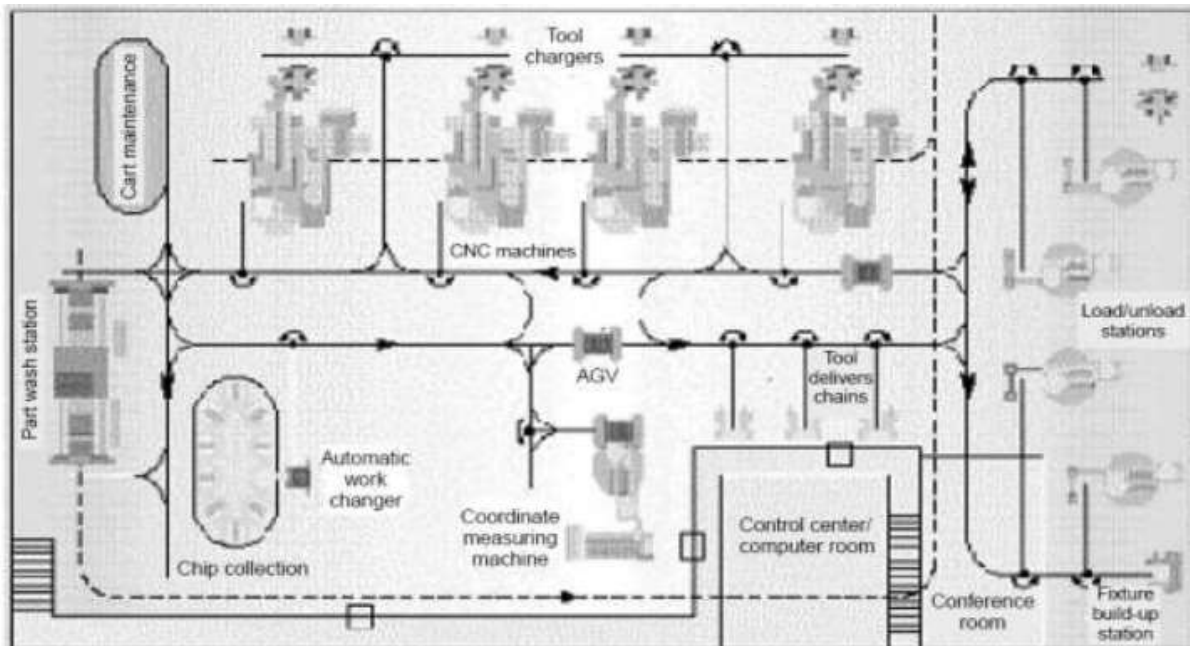 Tool
chargers
Cart maintenance
CNC machines
Part wash station
Load/unload
stations
AGV
Tool
delivers
chains
Automatic
work
changer
Coordinate
measuring
machine
Control center/
computer room
Chip collection
Conference
room
Fixture
build-up
station